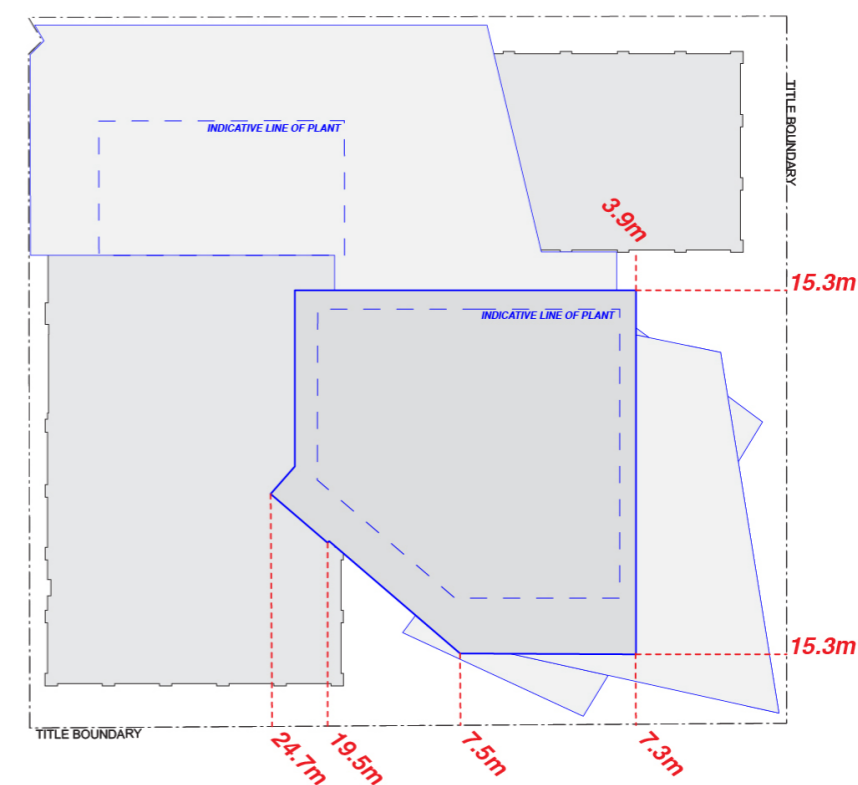 INDICATIVE LINE OF PLANT
TITLE BOUNDARY
3.9m
15.3m
INDICATIVE LINE OF PLANT
15.3m
TITLE BOUNDARY
24.7m
19.5m
7.5m
7.3m